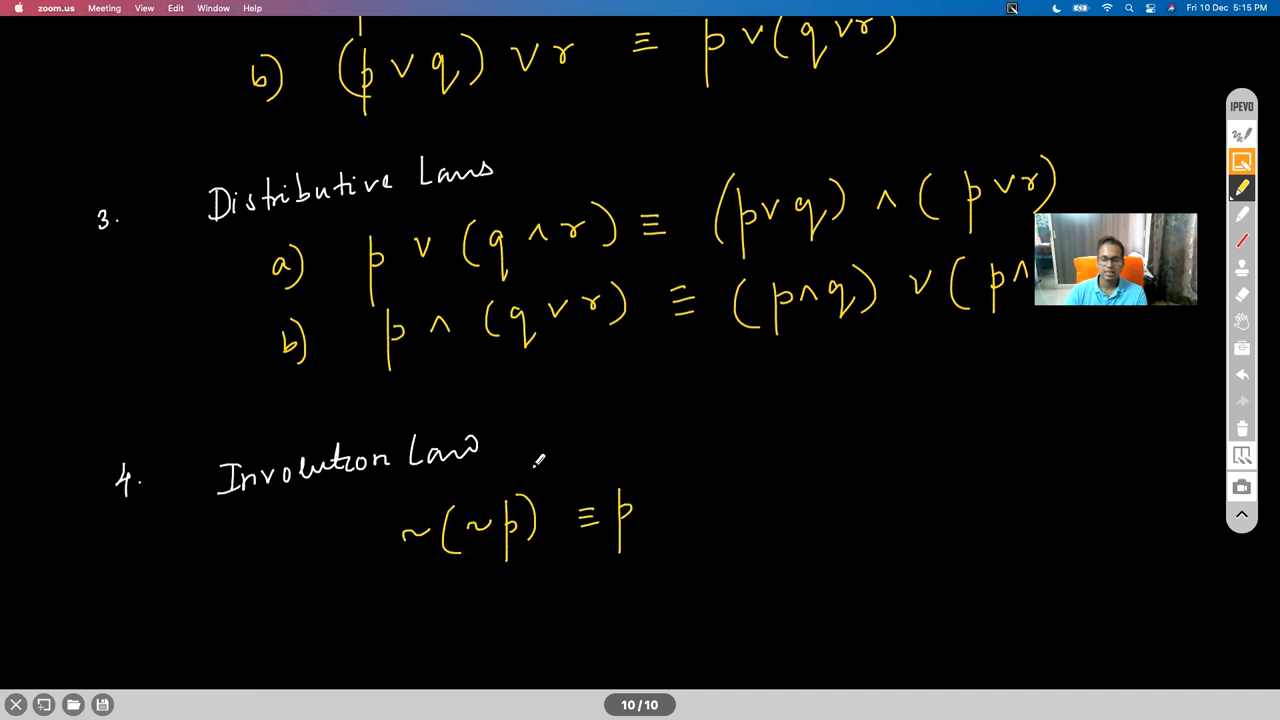 zoom.us Meeting View Edit Window Help Fri 10 Dec 5:15 PM
b) (p ∨ q) ∨ r ≡ p ∨ (q ∨ r)
IPEVO
3. Distributive Laws
a) p ∨ (q ∧ r) ≡ (p ∨ q) ∧ (p ∨ r)
b) p ∧ (q ∨ r) ≡ (p ∧ q) ∨ (p ∧
4. Involution Law
~(~p) ≡ p
10/10